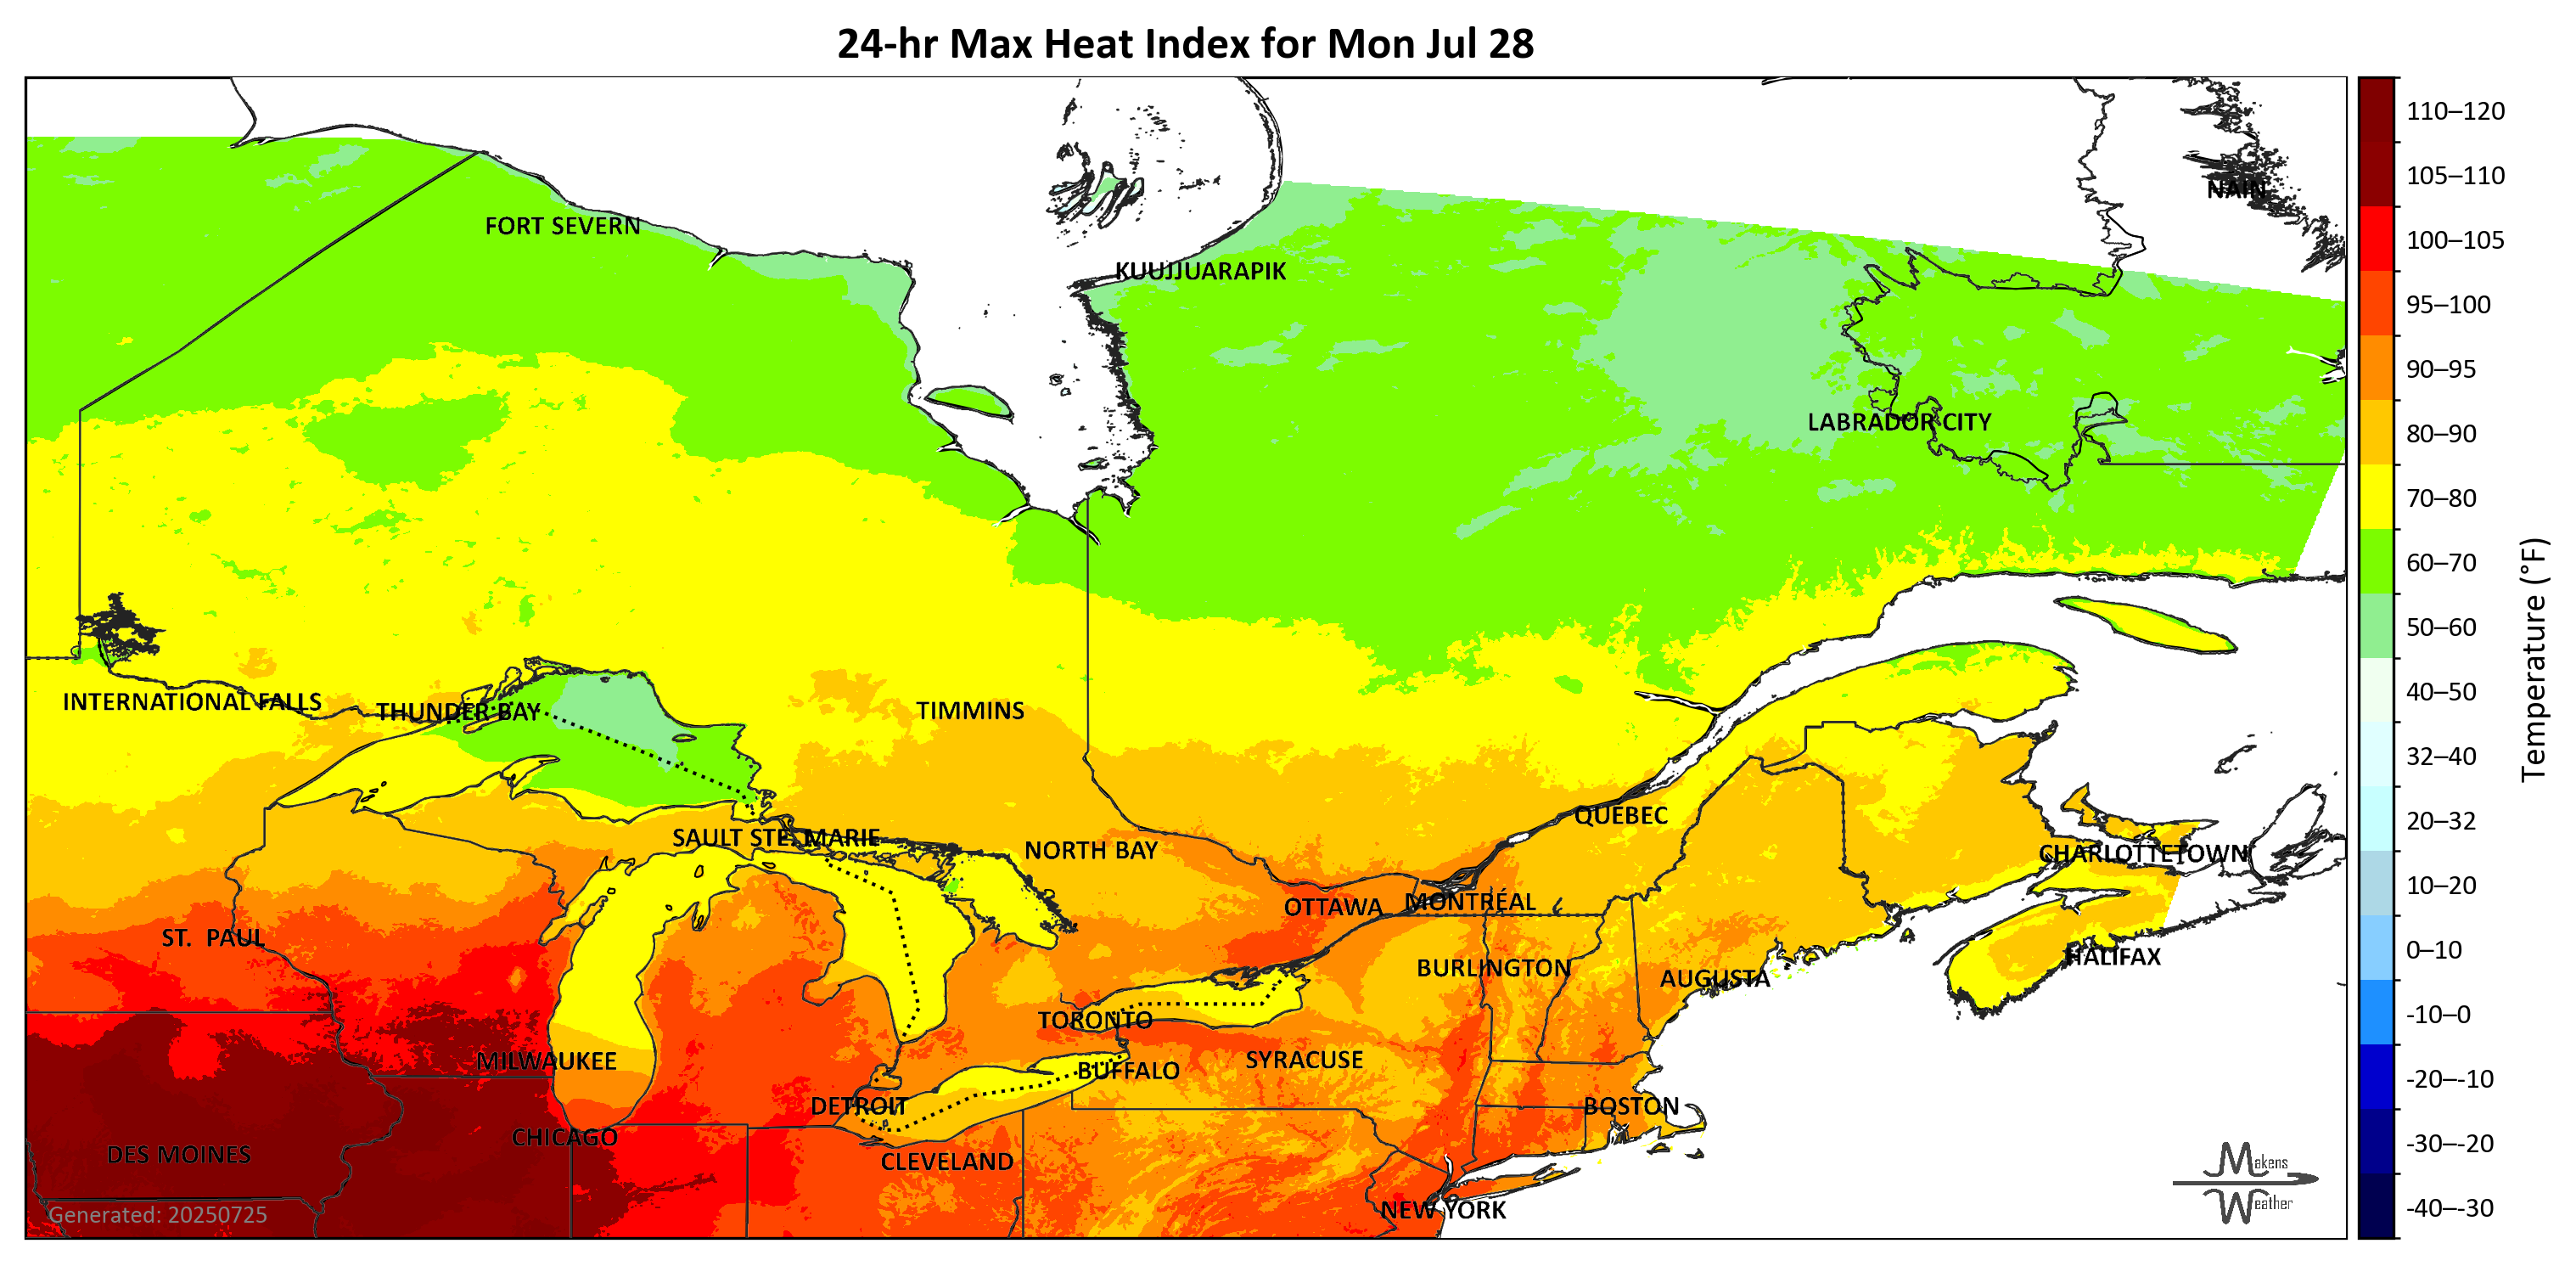 24-hr Max Heat Index for Mon Jul 28
NAIN
FORT SEVERN
KUUJJUARAPIK
LABRADOR CITY
INTERNATIONAL FALLS
THUNDER BAY
TIMMINS
QUÉBEC
SAULT STE. MARIE
NORTH BAY
CHARLOTTETOWN
OTTAWA
MONTRÉAL
ST. PAUL
HALIFAX
BURLINGTON
AUGUSTA
TORONTO
MILWAUKEE
SYRACUSE
BUFFALO
DETROIT
BOSTON
CHICAGO
DES MOINES
CLEVELAND
NEW YORK
Generated: 20250725
Makens
Weather
110–120
105–110
100–105
95–100
90–95
80–90
70–80
60–70
50–60
40–50
32–40
20–32
10–20
0–10
-10–0
-20–-10
-30–-20
-40–-30
Temperature (°F)